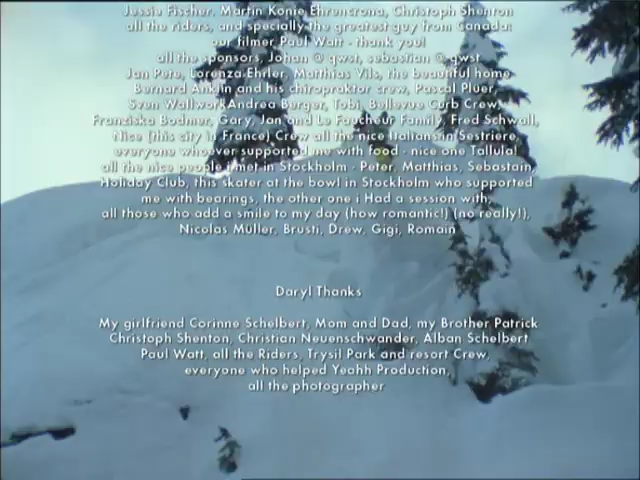 Jessie Fischer, Martin Konie Ehrencrona, Christoph Shenton
all the riders, and specially the greatest guy from Canada:
our filmer Paul Watt - thank you!
all the sponsors, Johan @ gwst, sebastian @ gwst
Jan Pete, Lorenza Ehrler, Matthias Vils, the beautiful home
Bernard Anklin and his chiropraktor crew, Pascal Pluer,
Sven Wallwork Andrea Berger, Tobi, Bellevue Curb Crew,
Franziska Bodmer, Gary, Jan and Le Faucheur Family, Fred Schwall,
Nice (this city in France) Crew all the nice Italians in Sestriere,
everyone whoever supported me with food - nice one Tallula!
all the nice people i met in Stockholm - Peter, Matthias, Sebastain
Holiday Club, this skater at the bowl in Stockholm who supported
me with bearings, the other one i Had a session with,
all those who add a smile to my day (how romantic!) (no really!),
Nicolas Müller, Brusti, Drew, Gigi, Romain
Daryl Thanks
My girlfriend Corinne Schelbert, Mom and Dad, my Brother Patrick
Christoph Shenton, Christian Neuenschwander, Alban Schelbert
Paul Watt, all the Riders, Trysil Park and resort Crew,
everyone who helped Yeahh Production,
all the photographer